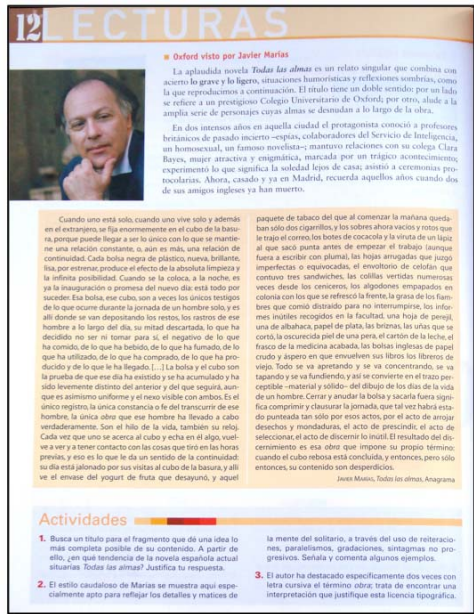 12 LECTURAS
Oxford visto por Javier Marías
La aplaudida novela Todas las almas es un relato singular que combina con
acierto lo grave y lo ligero, situaciones humorísticas y reflexiones sombrías, como
la que reproducimos a continuación. El título tiene un doble sentido: por un lado
se refiere a un prestigioso Colegio Universitario de Oxford; por otro, alude a la
amplia serie de personajes cuyas almas se desnudan a lo largo de la obra.
En dos intensos años en aquella ciudad el protagonista conoció a profesores
británicos de pasado incierto –espías, colaboradores del Servicio de Inteligencia,
un homosexual, un famoso novelista–; mantuvo relaciones con su colega Clara
Bayes, mujer atractiva y enigmática, marcada por un trágico acontecimiento;
experimentó lo que significa la soledad lejos de casa; asistió a ceremonias pro-
tocolarias. Ahora, casado y ya en Madrid, recuerda aquellos años cuando dos
de sus amigos ingleses ya han muerto.
Cuando uno está solo, cuando uno vive solo y además
en el extranjero, se fija enormemente en el cubo de la basu-
ra, porque puede llegar a ser lo único con lo que se mantie-
ne una relación constante, o, aún es más, una relación de
continuidad. Cada bolsa negra de plástico, nueva, brillante,
lisa, por estrenar, produce el efecto de la absoluta limpieza y
la infinita posibilidad. Cuando se la coloca, a la noche, es
ya la inauguración o promesa del nuevo día: está todo por
suceder. Esa bolsa, ese cubo, son a veces los únicos testigos
de lo que ocurre durante la jornada de un hombre solo, y es
allí donde se van depositando los restos, los rastros de ese
hombre a lo largo del día, su mitad descartada, lo que ha
decidido no ser ni tomar para sí, el negativo de lo que
ha comido, de lo que ha bebido, de lo que ha fumado, de lo
que ha utilizado, de lo que ha comprado, de lo que ha pro-
ducido y de lo que le ha llegado. [...] La bolsa y el cubo son
la prueba de que ese día ha existido y se ha acumulado y ha
sido levemente distinto del anterior y del que seguirá, aun-
que es asimismo uniforme y el nexo visible con ambos. Es el
único registro, la única constancia o fe del transcurrir de ese
hombre, la única obra que ese hombre ha llevado a cabo
verdaderamente. Son el hilo de la vida, también su reloj.
Cada vez que uno se acerca al cubo y echa en él algo, vuel-
ve a ver y a tener contacto con las cosas que tiró en las horas
previas, y eso es lo que le da un sentido de la continuidad:
su día está jalonado por sus visitas al cubo de la basura, y allí
ve el envase del yogurt de fruta que desayunó, y aquel
paquete de tabaco del que al comenzar la mañana queda-
ban sólo dos cigarrillos, y los sobres ahora vacíos y rotos que
le trajo el correo, los botes de cocacola y la viruta de un lápiz
al que sacó punta antes de empezar el trabajo (aunque
fuera a escribir con pluma), las hojas arrugadas que juzgó
imperfectas o equivocadas, el envoltorio de celofán que
contuvo tres sandwiches, las colillas vertidas numerosas
veces desde los ceniceros, los algodones empapados en
colonia con los que se refrescó la frente, la grasa de los fiam-
bres que comió distraído para no interrumpirse, los infor-
mes inútiles recogidos en la facultad, una hoja de perejil,
una de albahaca, papel de plata, las briznas, las uñas que se
cortó, la oscurecida piel de una pera, el cartón de la leche, el
frasco de la medicina acabada, las bolsas inglesas de papel
crudo y áspero en que envuelven sus libros los libreros de
viejo. Todo se va apretando y se va concentrando, se va
tapando y se va fundiendo, y así se convierte en el trazo per-
ceptible –material y sólido– del dibujo de los días de la vida
de un hombre. Cerrar y anudar la bolsa y sacarla fuera signi-
fica comprimir y clausurar la jornada, que tal vez habrá esta-
do punteada tan sólo por esos actos, por el acto de arrojar
desechos y mondaduras, el acto de prescindir, el acto de
seleccionar, el acto de discernir lo inútil. El resultado del dis-
cernimiento es esa obra que impone su propio término:
cuando el cubo rebosa está concluida, y entonces, pero sólo
entonces, su contenido son desperdicios.
JAVIER MARÍAS, Todas las almas, Anagrama
Actividades
1. Busca un título para el fragmento que dé una idea lo
más completa posible de su contenido. A partir de
ello, ¿en qué tendencia de la novela española actual
situarías Todas las almas? Justifica tu respuesta.
2. El estilo caudaloso de Marías se muestra aquí espe-
cialmente apto para reflejar los detalles y matices de
la mente del solitario, a través del uso de reiteracio-
nes, paralelismos, gradaciones, sintagmas no pro-
gresivos. Señala y comenta algunos ejemplos.
3. El autor ha destacado específicamente dos veces con
letra cursiva el término obra; trata de encontrar una
interpretación que justifique esta licencia tipográfica.